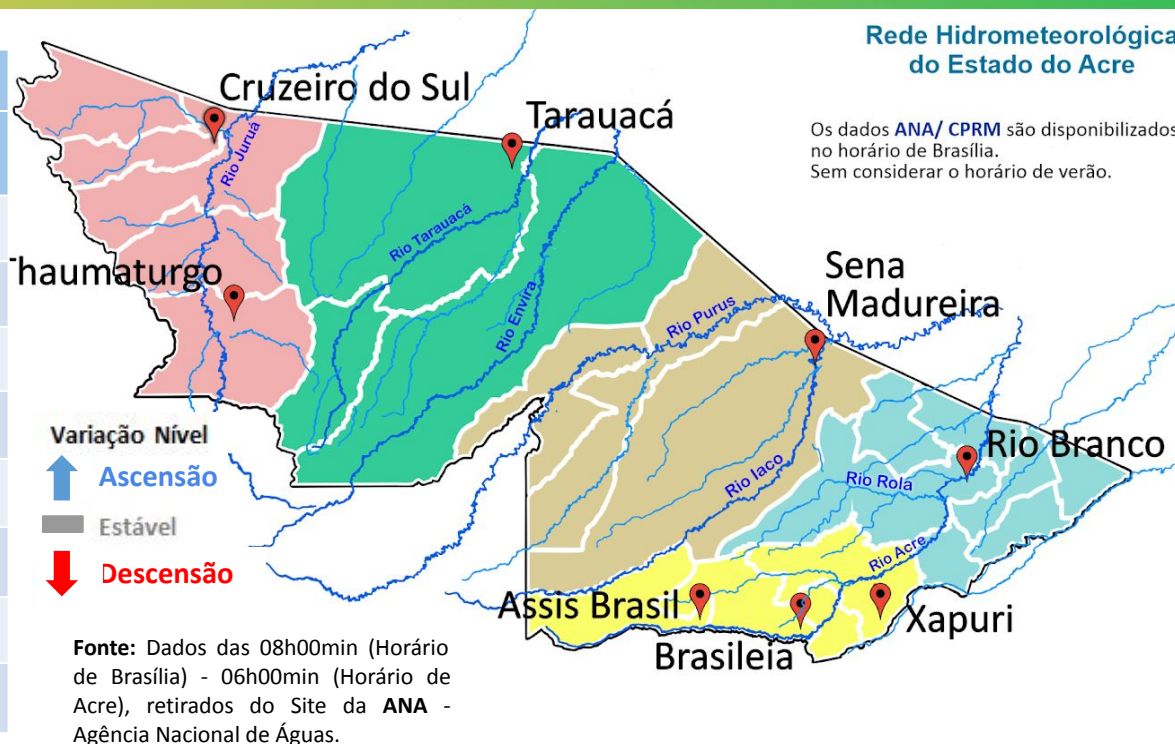 Rede Hidrometeorológica
do Estado do Acre
Os dados ANA/ CPRM são disponibilizados
no horário de Brasília.
Sem considerar o horário de verão.
Cruzeiro do Sul
Tarauacá
Rio Juruá
Rio Tarauacá
Rio Envira
haumaturgo
Sena
Madureira
Rio Purus
Rio Iaco
Rio Branco
Rio Rola
Rio Acre
Assis Brasil
Brasileia
Xapuri
Variação Nível
Ascensão
Estável
Descensão
Fonte: Dados das 08h00min (Horário
de Brasília) - 06h00min (Horário de
Acre), retirados do Site da ANA -
Agência Nacional de Águas.